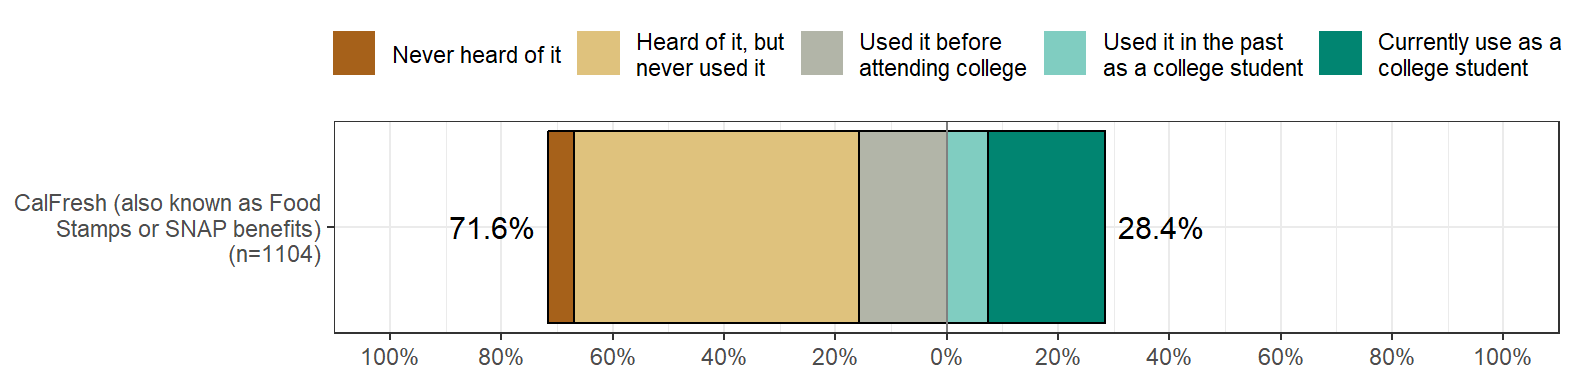 Never heard of it
Heard of it, but
never used it
Used it before
attending college
Used it in the past
as a college student
Currently use as a
college student
CalFresh (also known as Food
Stamps or SNAP benefits)
(n=1104)
71.6%
28.4%
100% 80% 60% 40% 20% 0% 20% 40% 60% 80% 100%